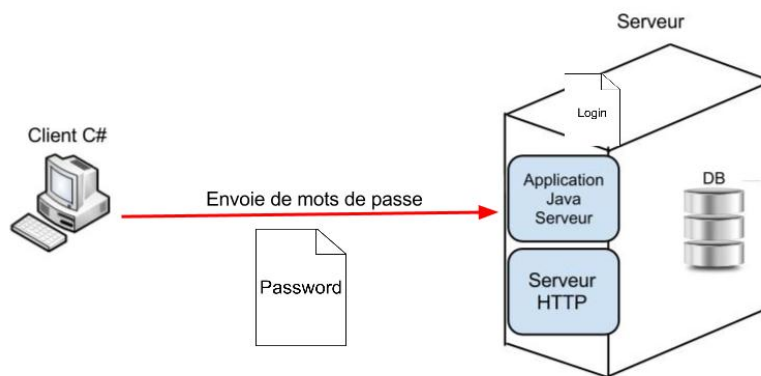 Serveur
Login
Client C#
Application
Java
Serveur
DB
Envoie de mots de passe
Password
Serveur
HTTP